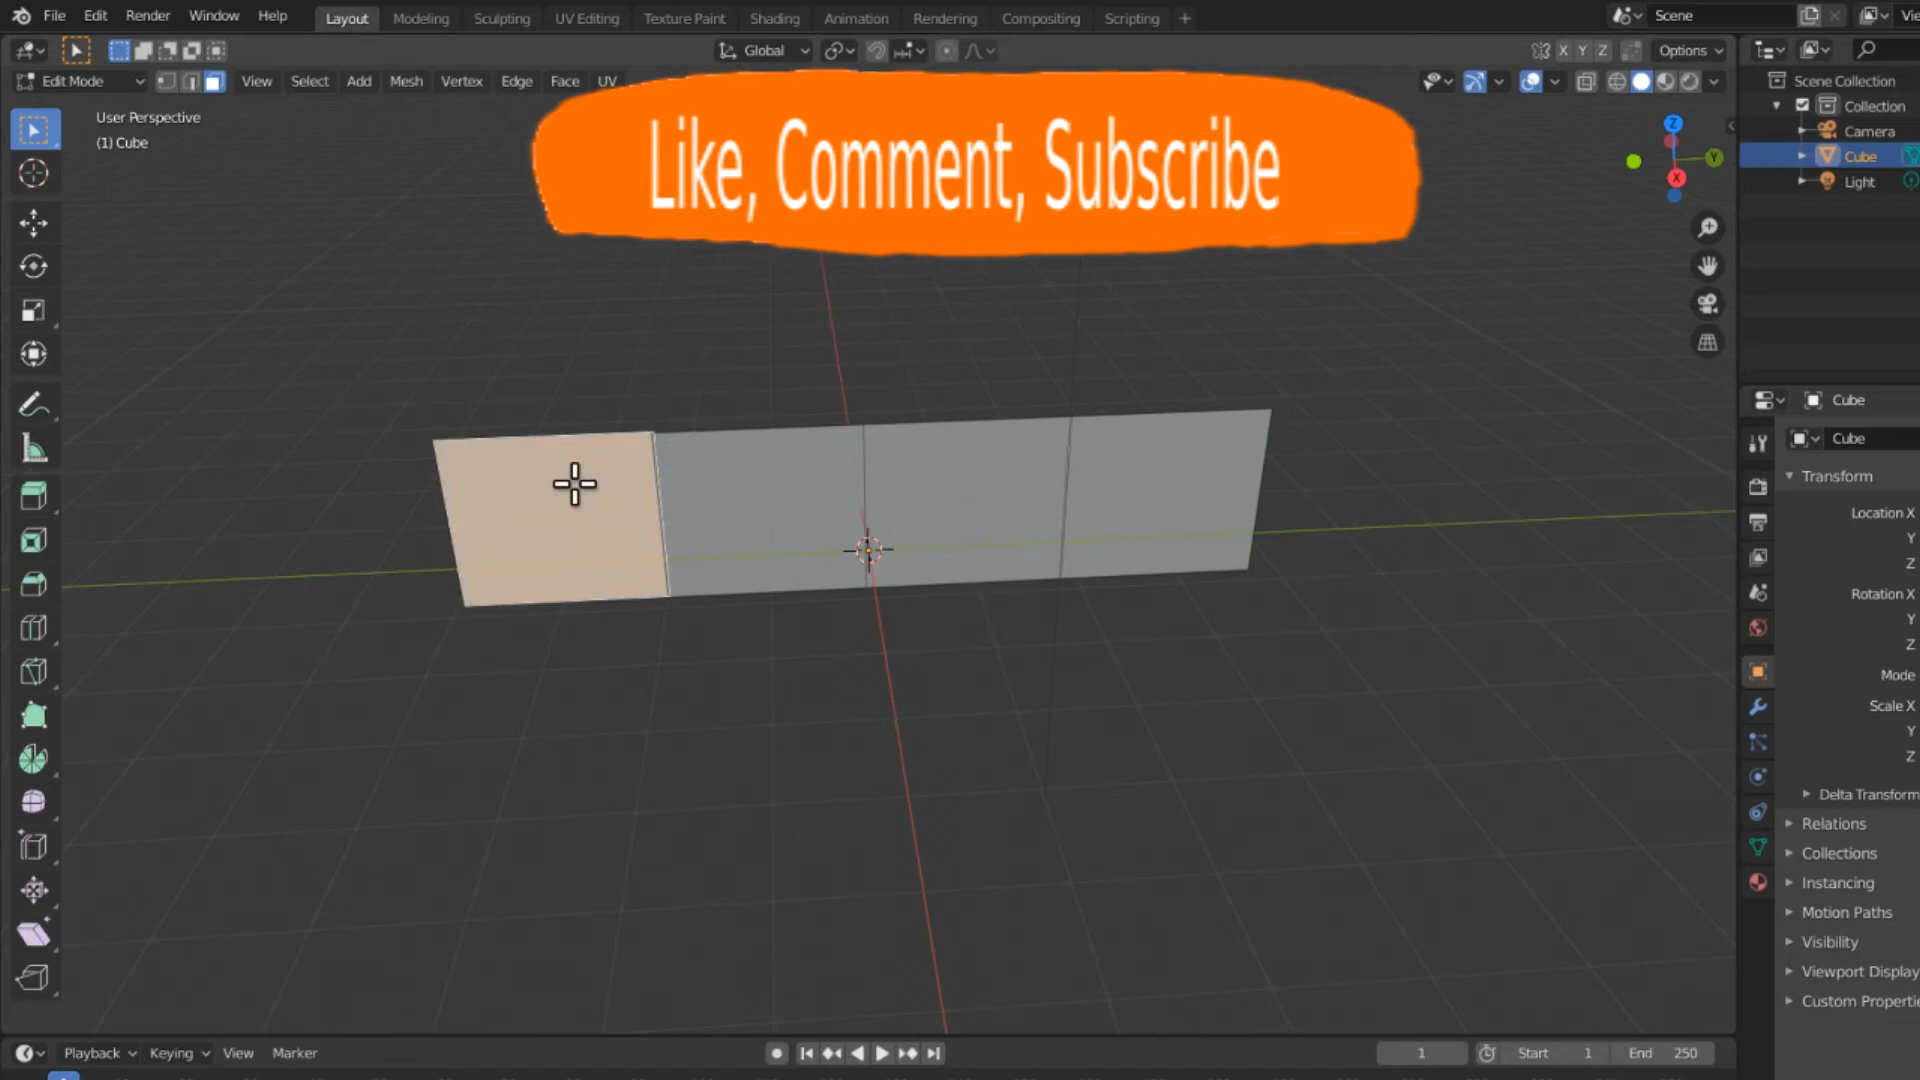 File Edit Render Window Help Layout Modeling Sculpting UV Editing Texture Paint Shading Animation Rendering Compositing Scripting + Scene
Global X Y Z Options
Edit Mode View Select Add Mesh Vertex Edge Face UV
User Perspective
(1) Cube
Like, Comment, Subscribe
Z
Y
X
Scene Collection
Collection
Camera
Cube
Light
Cube
Cube
Transform
Location X
Y
Z
Rotation X
Y
Z
Mode
Scale X
Y
Z
Delta Transform
Relations
Collections
Instancing
Motion Paths
Visibility
Viewport Display
Custom Propertie
Playback Keying View Marker 1 Start 1 End 250